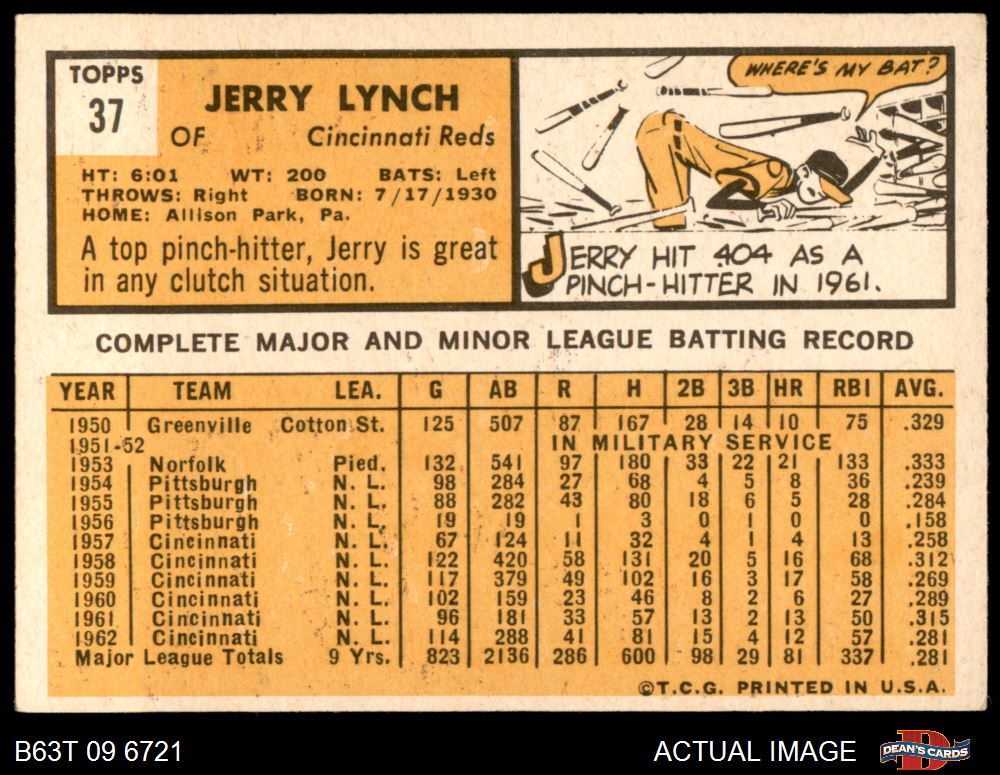 TOPPS
37
JERRY LYNCH
OF Cincinnati Reds
HT: 6:01 WT: 200 BATS: Left
THROWS: Right BORN: 7/17/1930
HOME: Allison Park, Pa.
A top pinch-hitter, Jerry is great
in any clutch situation.
WHERE'S MY BAT?
JERRY HIT .404 AS A
PINCH-HITTER IN 1961.
COMPLETE MAJOR AND MINOR LEAGUE BATTING RECORD
YEAR TEAM LEA. G AB R H 2B 3B HR RBI AVG.
1950 Greenville Cotton St. 125 507 87 167 28 14 10 75 .329
1951-52 IN MILITARY SERVICE
1953 Norfolk Pied. 132 541 97 180 33 22 21 133 .333
1954 Pittsburgh N. L. 98 284 27 68 4 5 8 36 .239
1955 Pittsburgh N. L. 88 282 43 80 18 6 5 28 .284
1956 Pittsburgh N. L. 19 19 1 3 0 1 0 0 .158
1957 Cincinnati N. L. 67 124 11 32 4 1 4 13 .258
1958 Cincinnati N. L. 122 420 58 131 20 5 16 68 .312
1959 Cincinnati N. L. 117 379 49 102 16 3 17 58 .269
1960 Cincinnati N. L. 102 159 23 46 8 2 6 27 .289
1961 Cincinnati N. L. 96 181 33 57 13 2 13 50 .315
1962 Cincinnati N. L. 114 288 41 81 15 4 12 57 .281
Major League Totals 9 Yrs. 823 2136 286 600 98 29 81 337 .281
©T.C.G. PRINTED IN U.S.A.
B63T 09 6721
ACTUAL IMAGE
DEAN'S CARDS